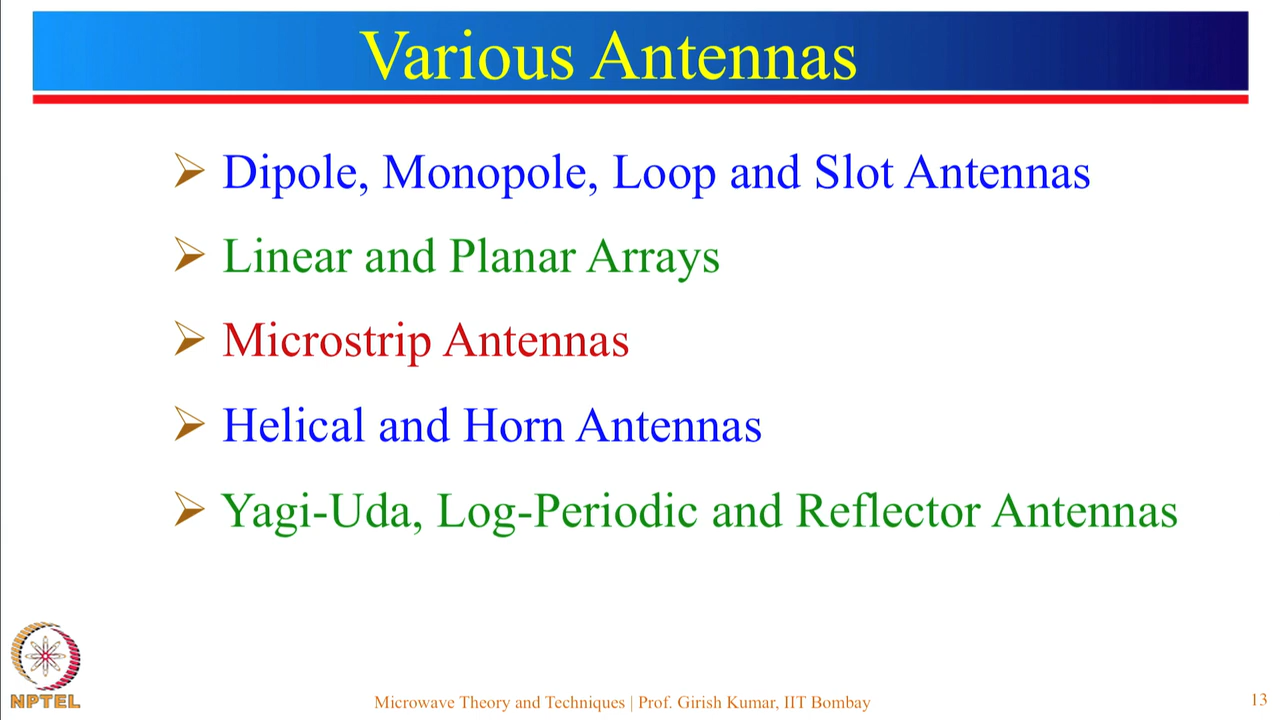 Various Antennas
➢ Dipole, Monopole, Loop and Slot Antennas
➢ Linear and Planar Arrays
➢ Microstrip Antennas
➢ Helical and Horn Antennas
➢ Yagi-Uda, Log-Periodic and Reflector Antennas
NPTEL
Microwave Theory and Techniques | Prof. Girish Kumar, IIT Bombay
13